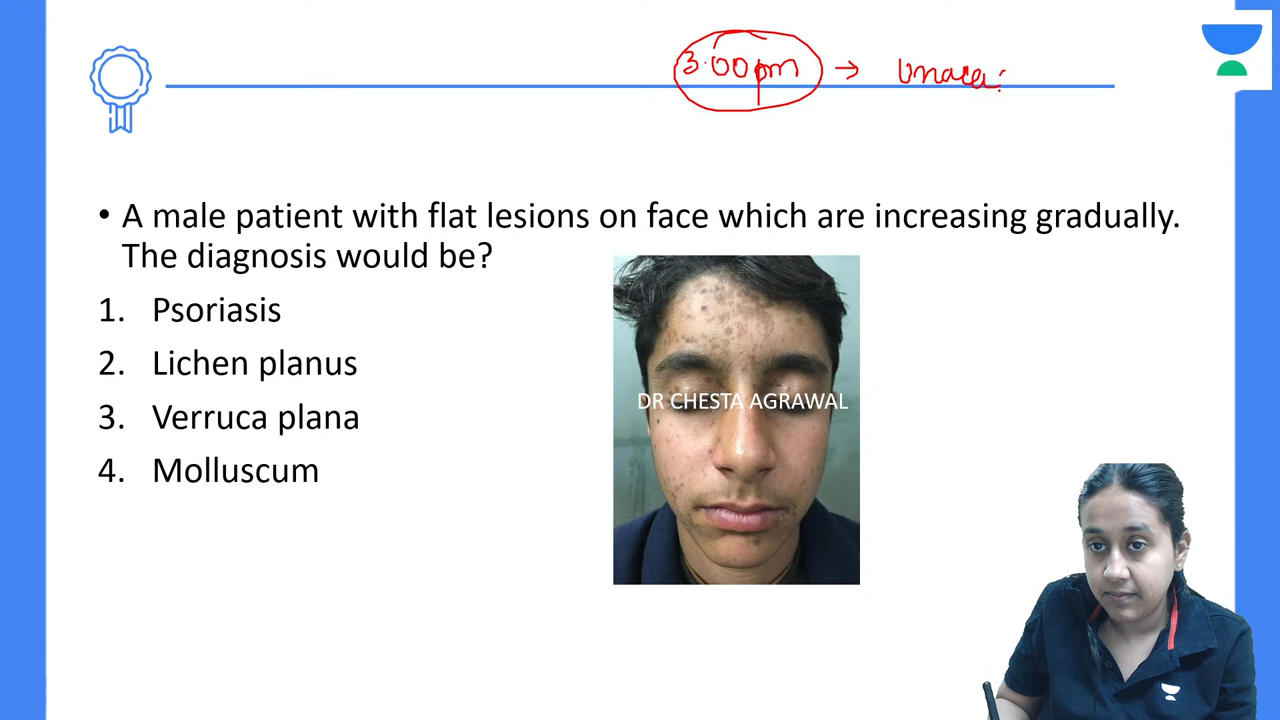 3.00pm →
• A male patient with flat lesions on face which are increasing gradually.
The diagnosis would be?
1. Psoriasis
2. Lichen planus
3. Verruca plana
4. Molluscum
DR CHESTA AGRAWAL